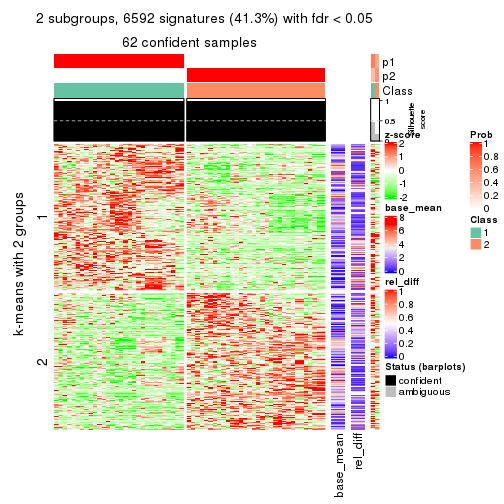 2 subgroups, 6592 signatures (41.3%) with fdr < 0.05
62 confident samples
p1
p2
Class
1
0.5
0
Silhouette
score
k-means with 2 groups
1
2
base_mean
rel_diff
z-score
2
1
0
-1
-2
base_mean
8
6
4
2
0
rel_diff
1
0.8
0.6
0.4
0.2
0
Status (barplots)
confident
ambiguous
Prob
1
0.8
0.6
0.4
0.2
0
Class
1
2